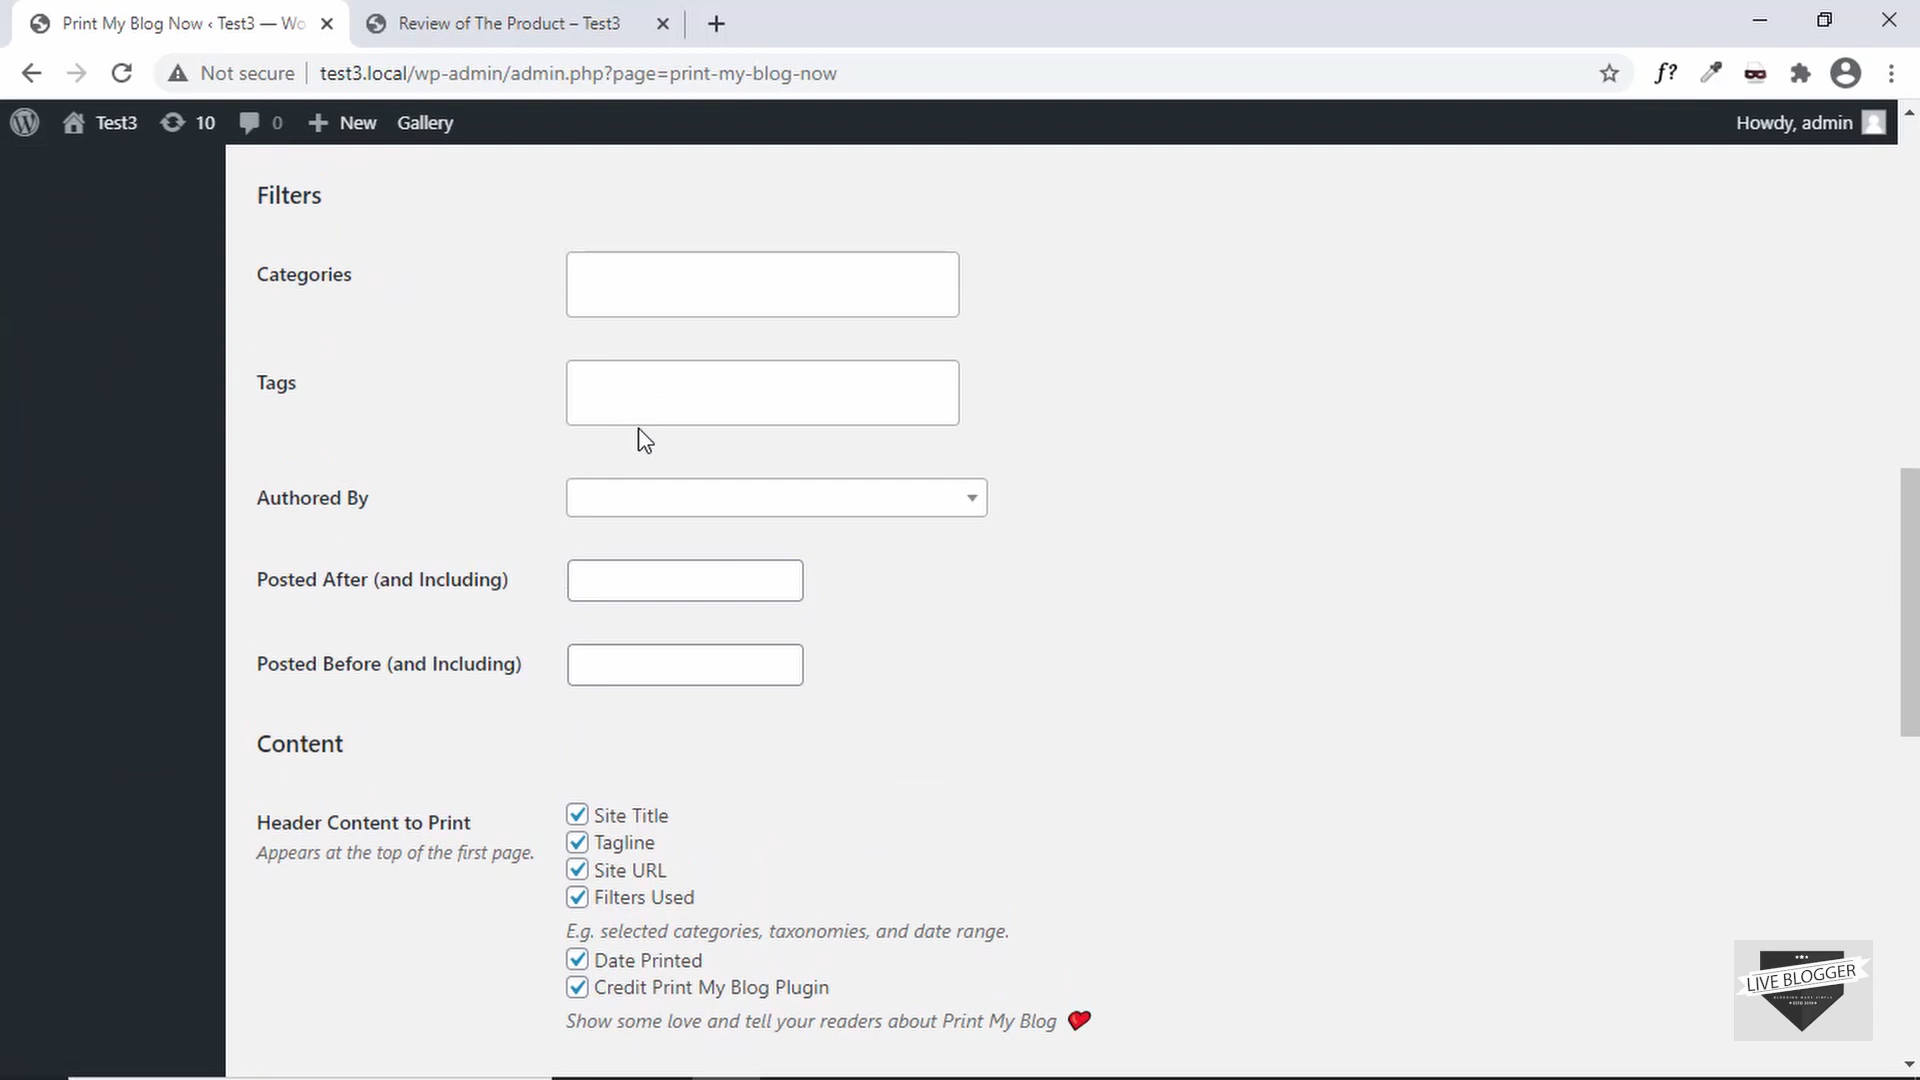 Print My Blog Now ‹ Test3 — Wo
Review of The Product – Test3
Not secure
test3.local/wp-admin/admin.php?page=print-my-blog-now
f?
Test3
10
0
New
Gallery
Howdy, admin
Filters
Categories
Tags
Authored By
Posted After (and Including)
Posted Before (and Including)
Content
Header Content to Print
Appears at the top of the first page.
Site Title
Tagline
Site URL
Filters Used
E.g. selected categories, taxonomies, and date range.
Date Printed
Credit Print My Blog Plugin
Show some love and tell your readers about Print My Blog
LIVE BLOGGER